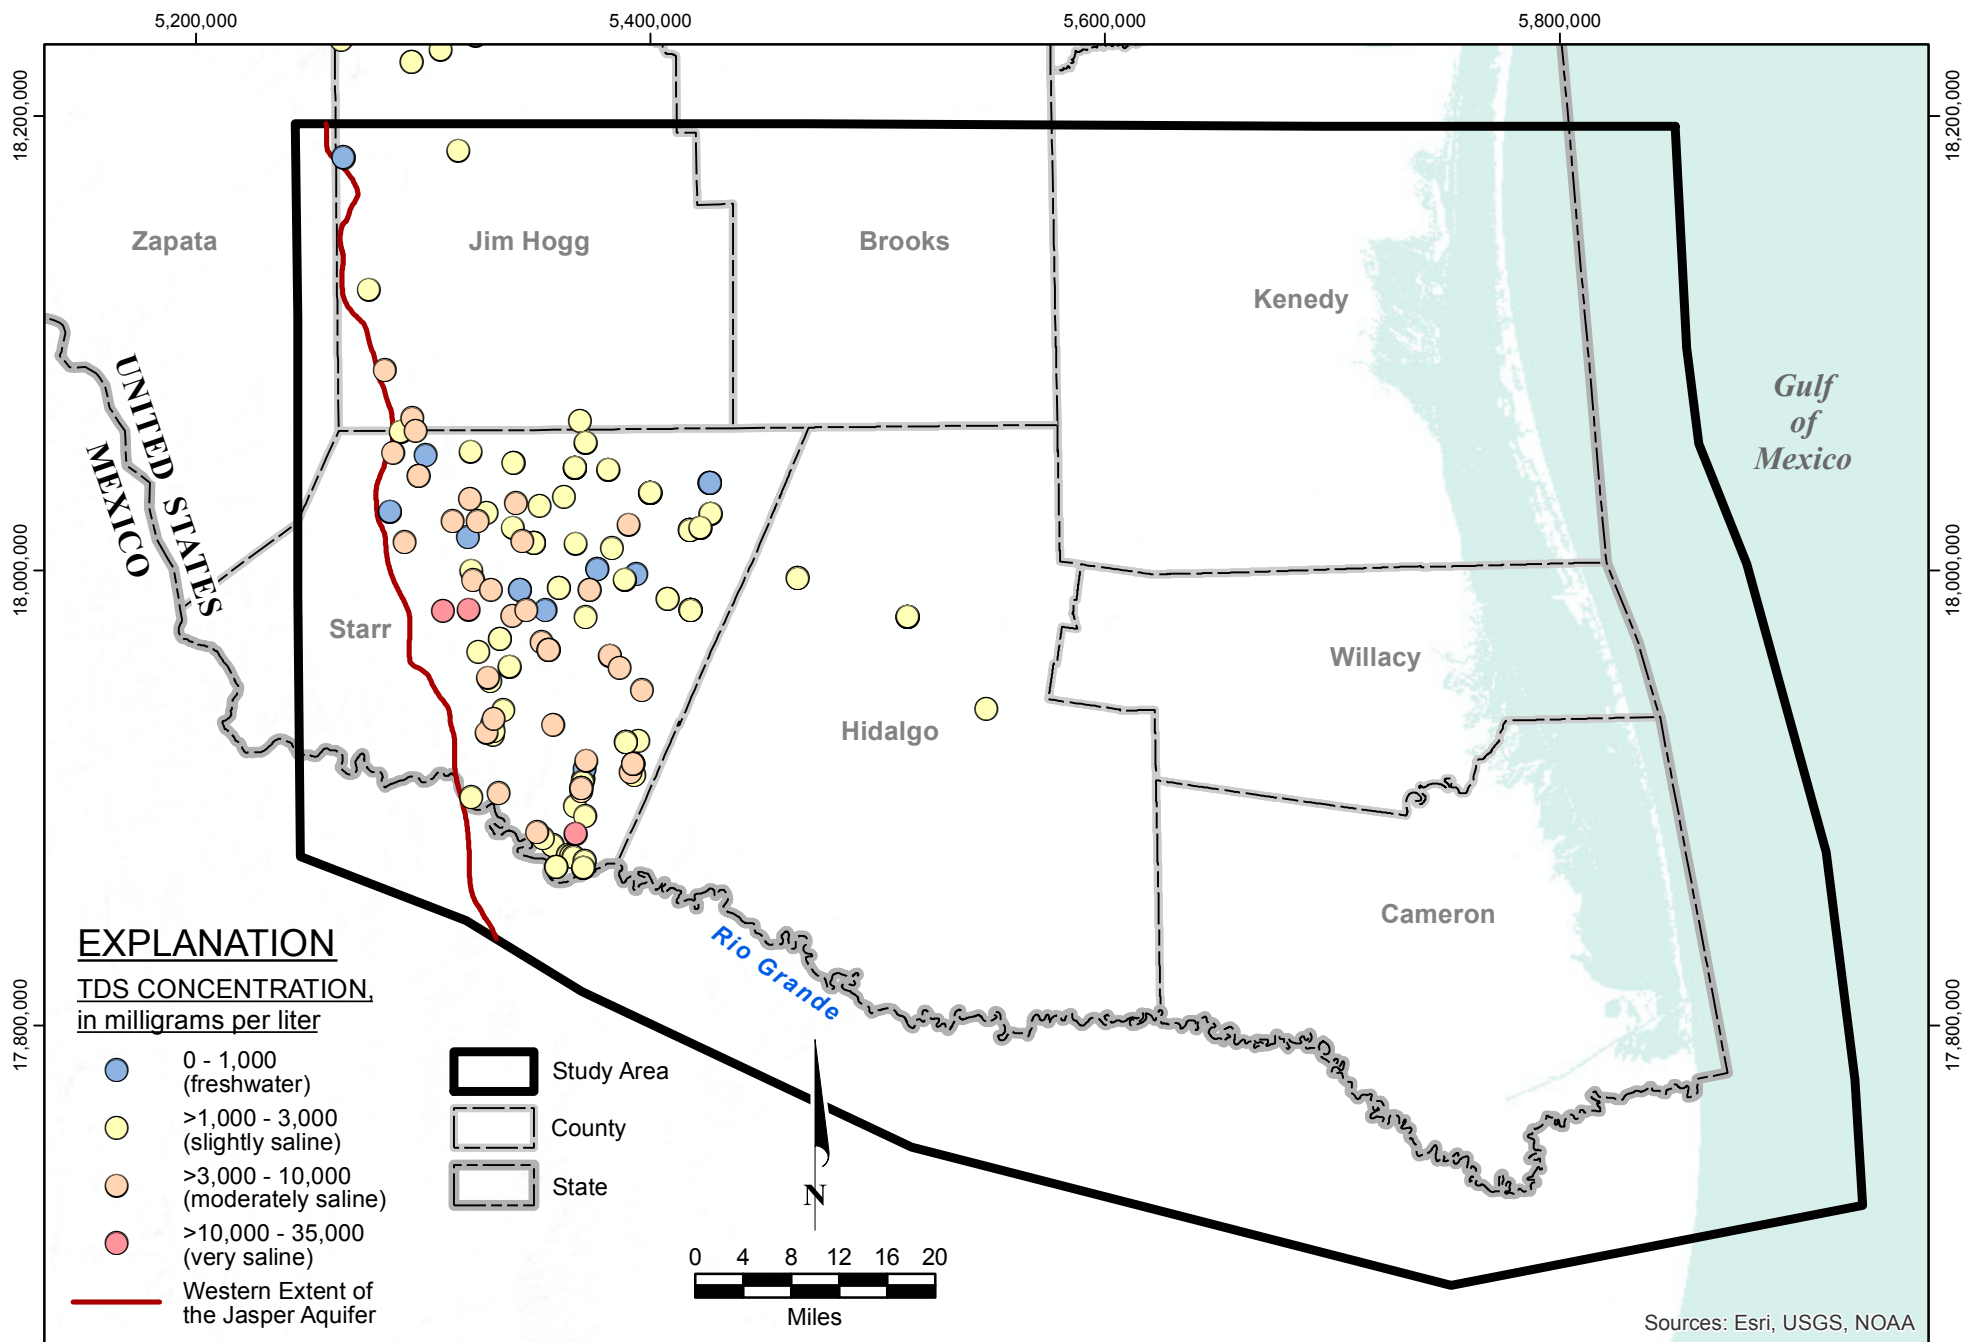 5,200,000
5,400,000
5,600,000
5,800,000
18,200,000
18,200,000
Zapata
Jim Hogg
Brooks
Kenedy
UNITED STATES
MEXICO
Gulf
of
Mexico
18,000,000
18,000,000
Starr
Willacy
Hidalgo
Cameron
Rio Grande
17,800,000
17,800,000
EXPLANATION
TDS CONCENTRATION,
in milligrams per liter
0 - 1,000
(freshwater)
>1,000 - 3,000
(slightly saline)
>3,000 - 10,000
(moderately saline)
>10,000 - 35,000
(very saline)
Western Extent of
the Jasper Aquifer
Study Area
County
State
N
0 4 8 12 16 20
Miles
Sources: Esri, USGS, NOAA